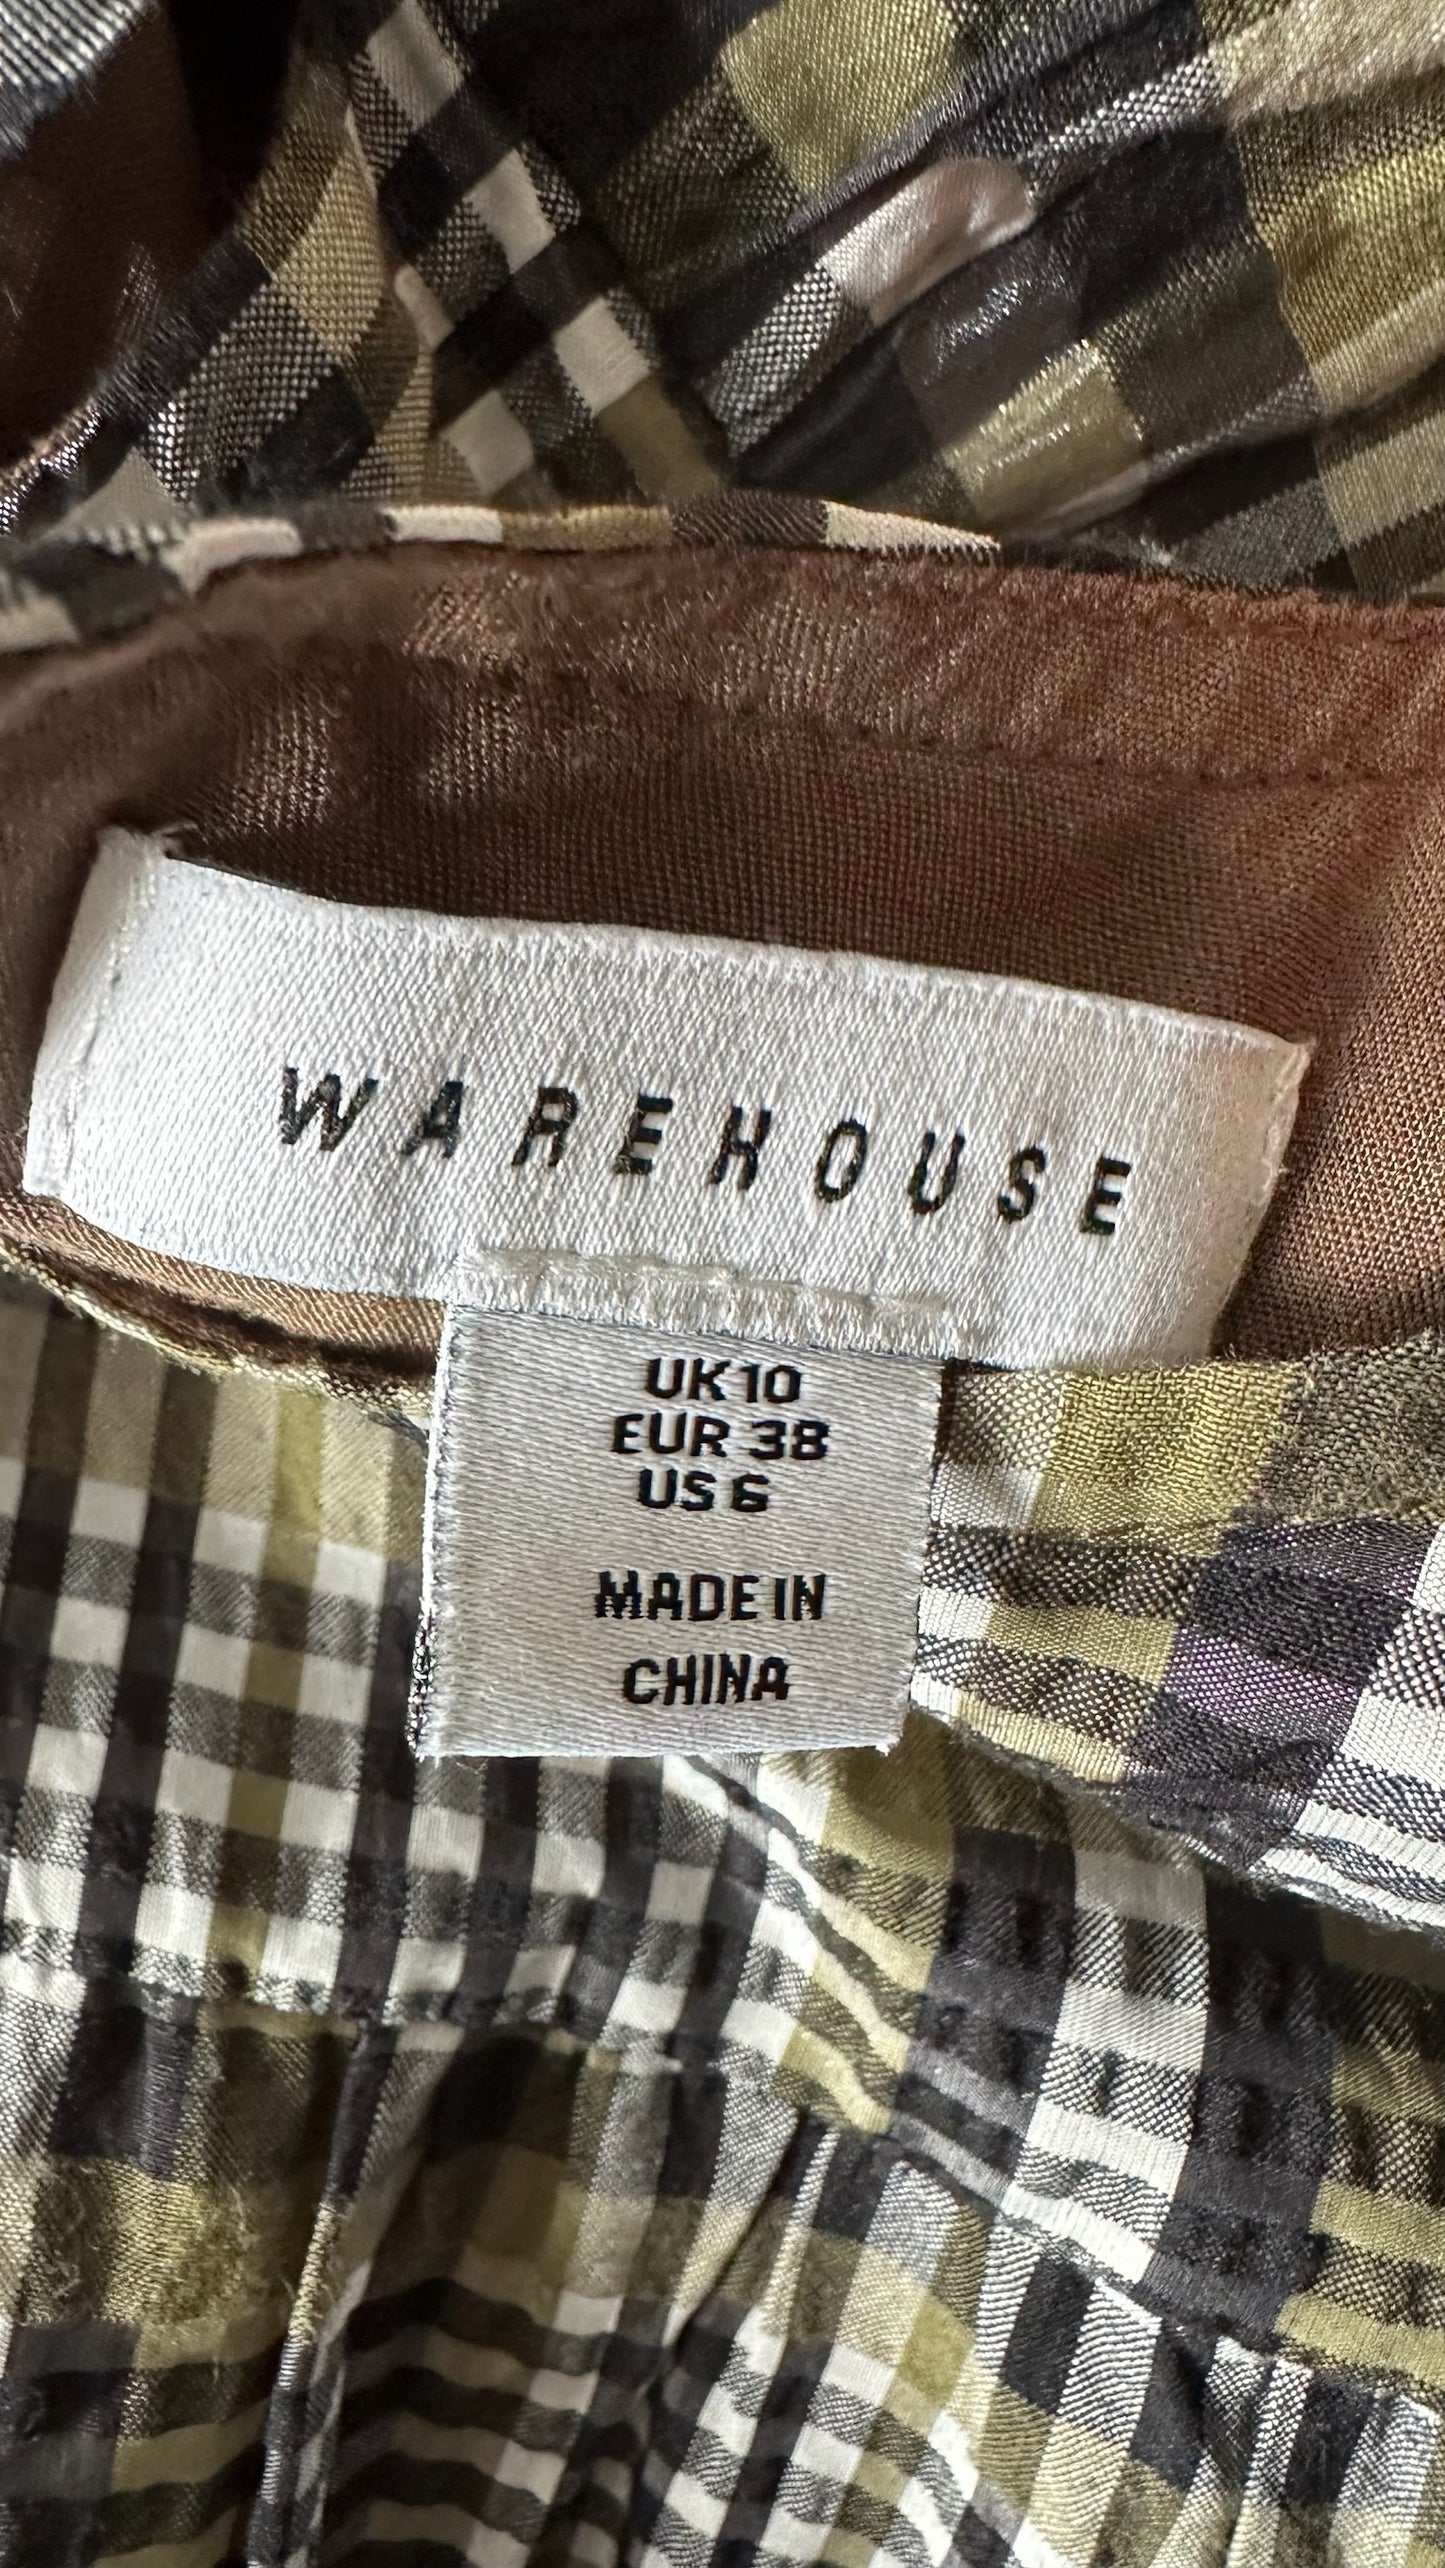 WAREHOUSE
UK 10
EUR 38
US 6
MADE IN
CHINA